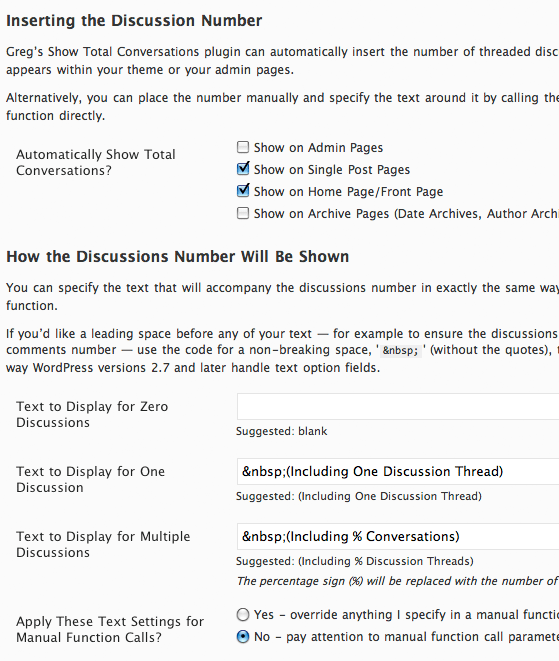 Inserting the Discussion Number
Greg's Show Total Conversations plugin can automatically insert the number of threaded
appears within your theme or your admin pages.
Alternatively, you can place the number manually and specify the text around it by calling the
function directly.
Automatically Show Total
Conversations?
Show on Admin Pages
Show on Single Post Pages
Show on Home Page/Front Page
Show on Archive Pages (Date Archives, Author
How the Discussions Number Will Be Shown
You can specify the text that will accompany the discussions number in exactly the same way
function.
If you'd like a leading space before any of your text — for example to ensure the discussions
comments number — use the code for a non-breaking space, '&nbsp;' (without the quotes),
way WordPress versions 2.7 and later handle text option fields.
Text to Display for Zero
Discussions
Suggested: blank
Text to Display for One
Discussion
&nbsp;(Including One Discussion Thread)
Suggested: (Including One Discussion Thread)
Text to Display for Multiple
Discussions
&nbsp;(Including % Conversations)
Suggested: (Including % Discussion Threads)
The percentage sign (%) will be replaced with the number of
Apply These Text Settings for
Manual Function Calls?
Yes – override anything I specify in a manual
No – pay attention to manual function call